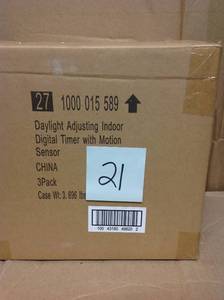 27 1000 015 589
Daylight Adjusting Indoor
Digital Timer with Motion
Sensor
CHINA
3Pack
Case Wt: 3.696 lbs
21